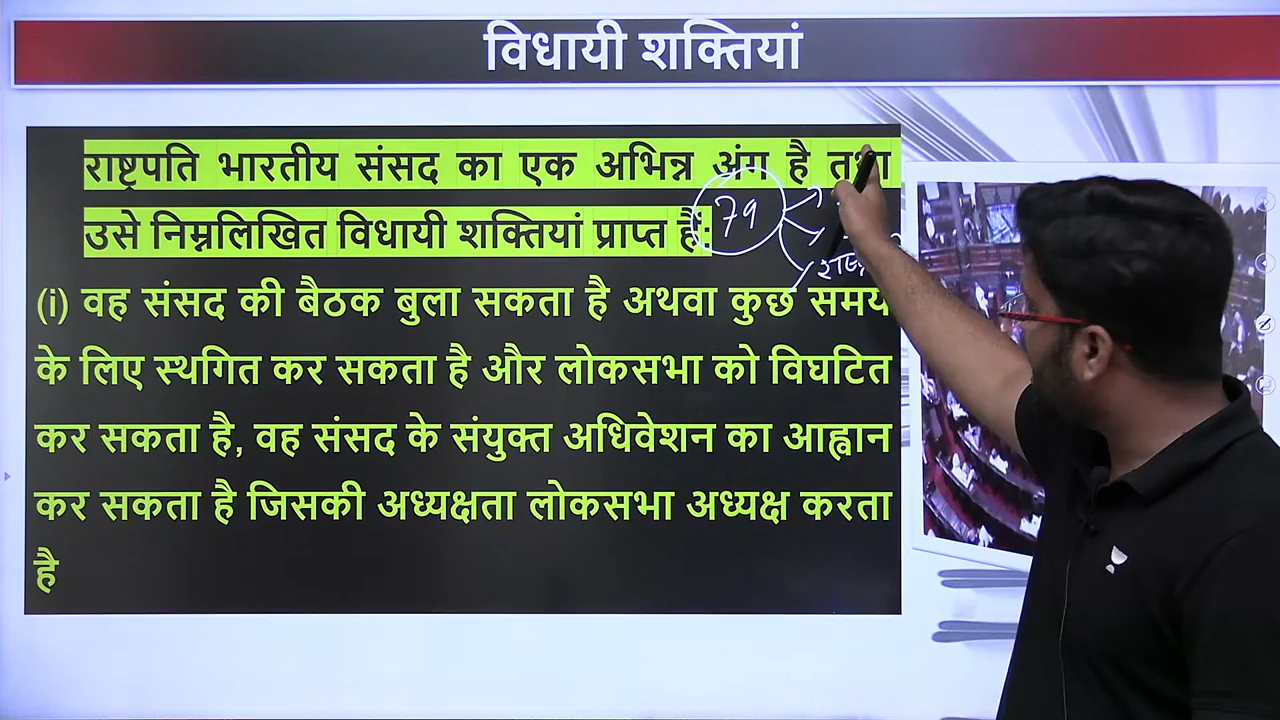 विधायी शक्तियां
राष्ट्रपति भारतीय संसद का एक अभिन्न अंग है तथा
उसे निम्नलिखित विधायी शक्तियां प्राप्त हैं:
79
(i) वह संसद की बैठक बुला सकता है अथवा कुछ समय
के लिए स्थगित कर सकता है और लोकसभा को विघटित
कर सकता है, वह संसद के संयुक्त अधिवेशन का आह्वान
कर सकता है जिसकी अध्यक्षता लोकसभा अध्यक्ष करता
है